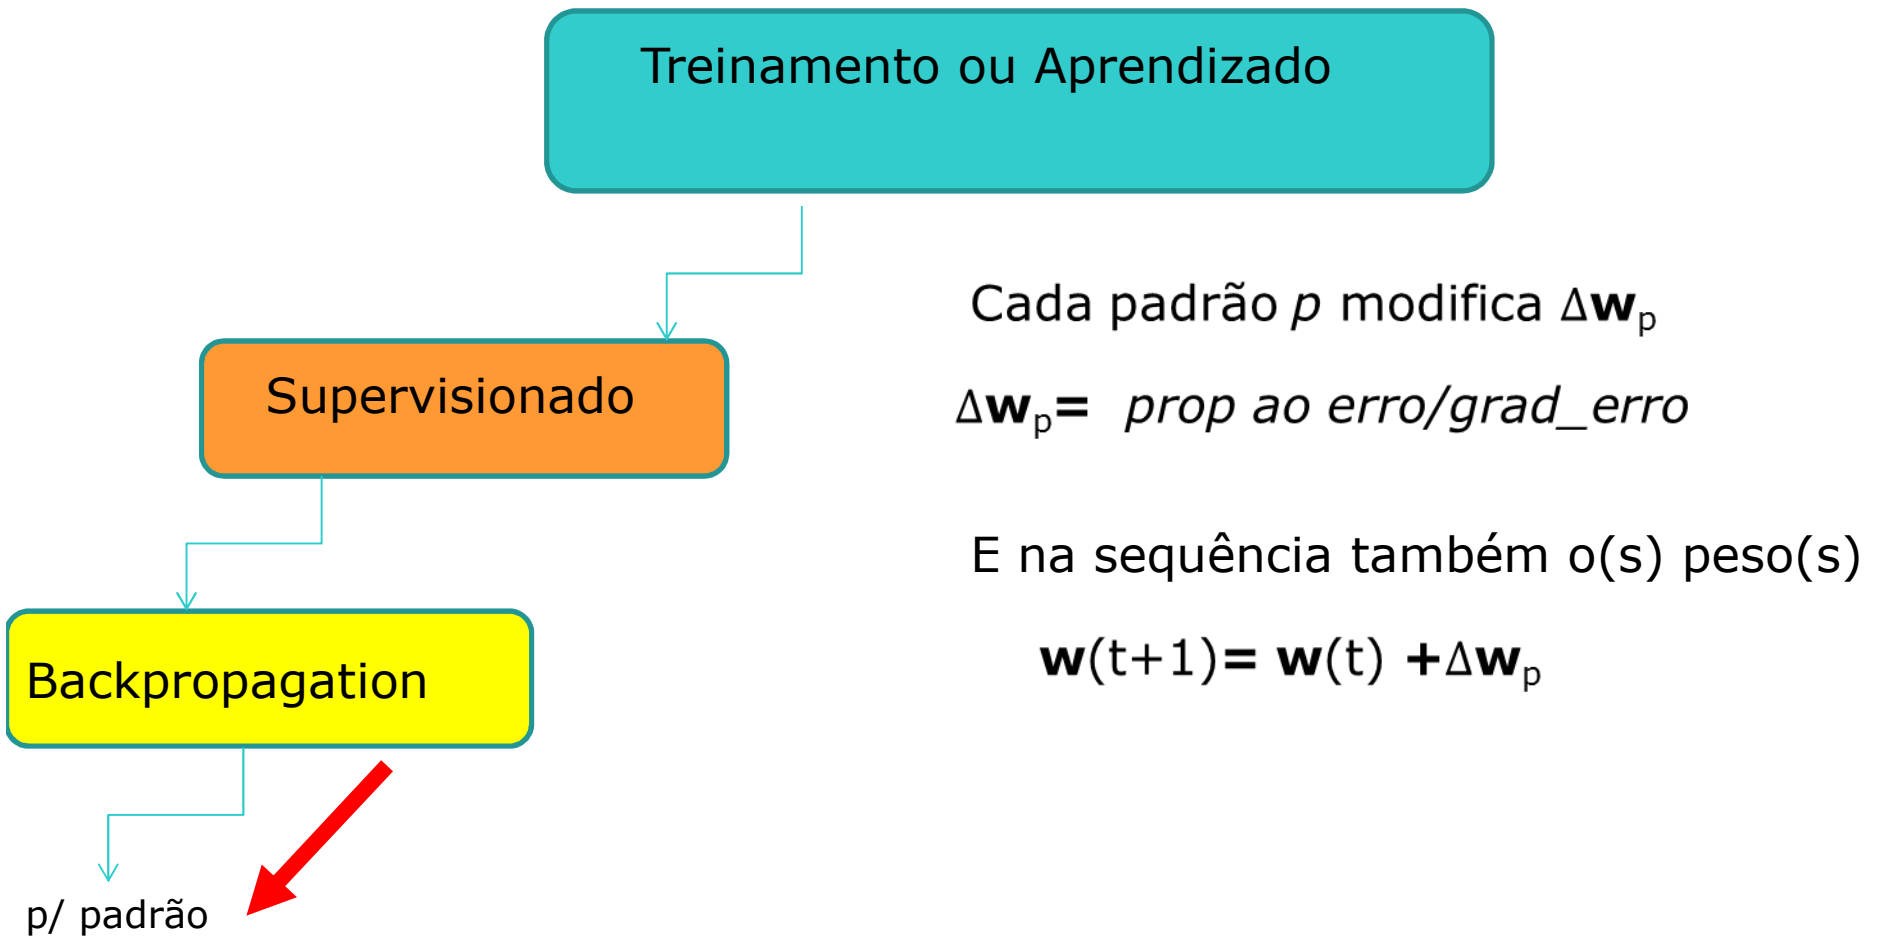 Treinamento ou Aprendizado
Supervisionado
Backpropagation
p/ padrão
Cada padrão p modifica Δwₚ
Δwₚ= prop ao erro/grad_erro
E na sequência também o(s) peso(s)
w(t+1)= w(t) +Δwₚ